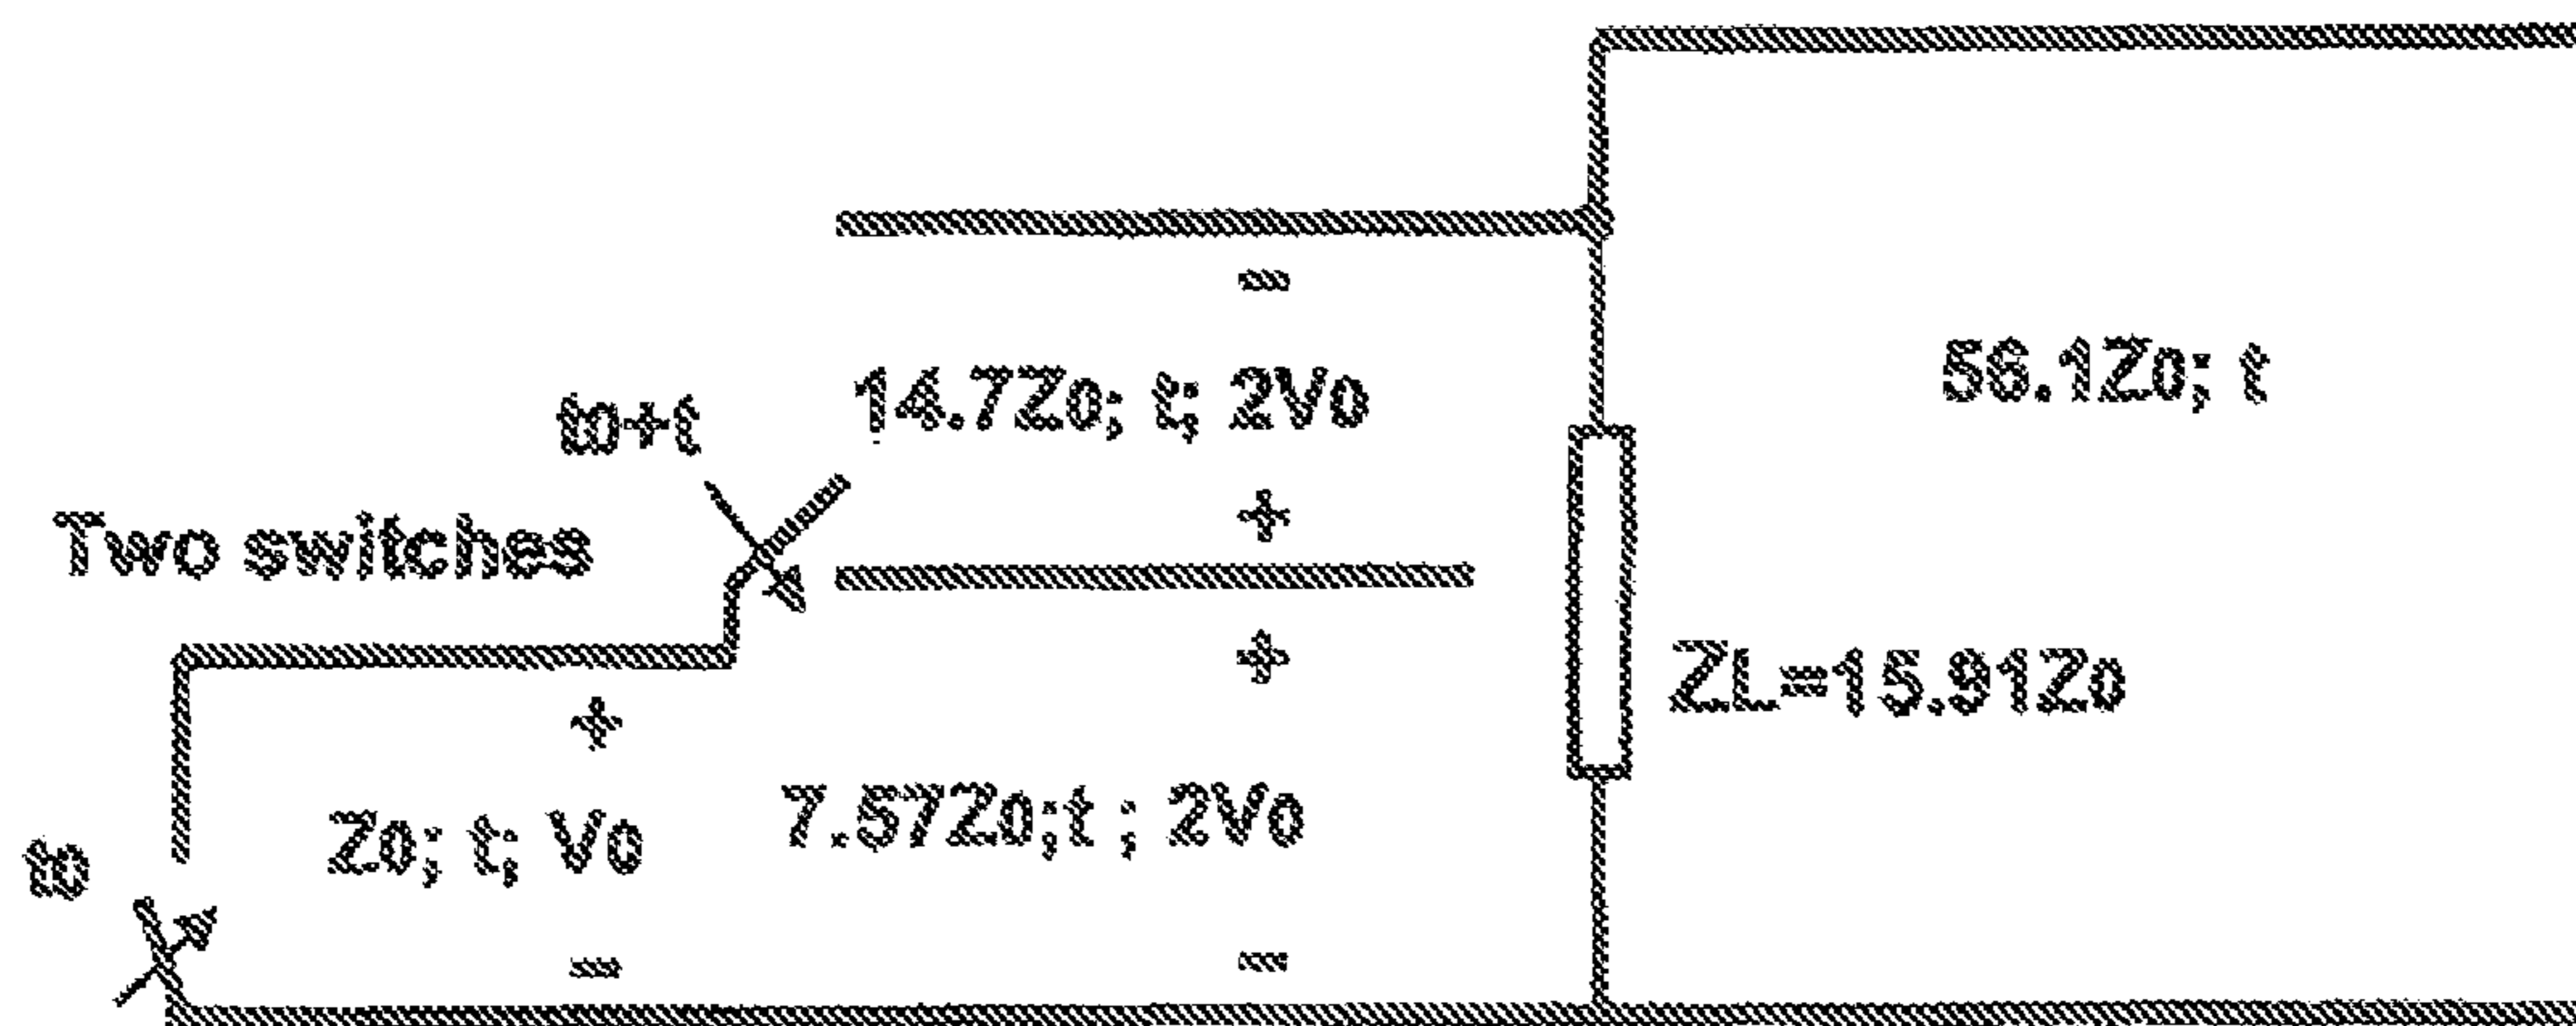 56.1Z0; t
t0+t
14.7Z0; t; 2V0
Two switches
ZL=15.91Z0
t0
Z0; t; V0
7.57Z0;t ; 2V0
−
+
+
+
−
−